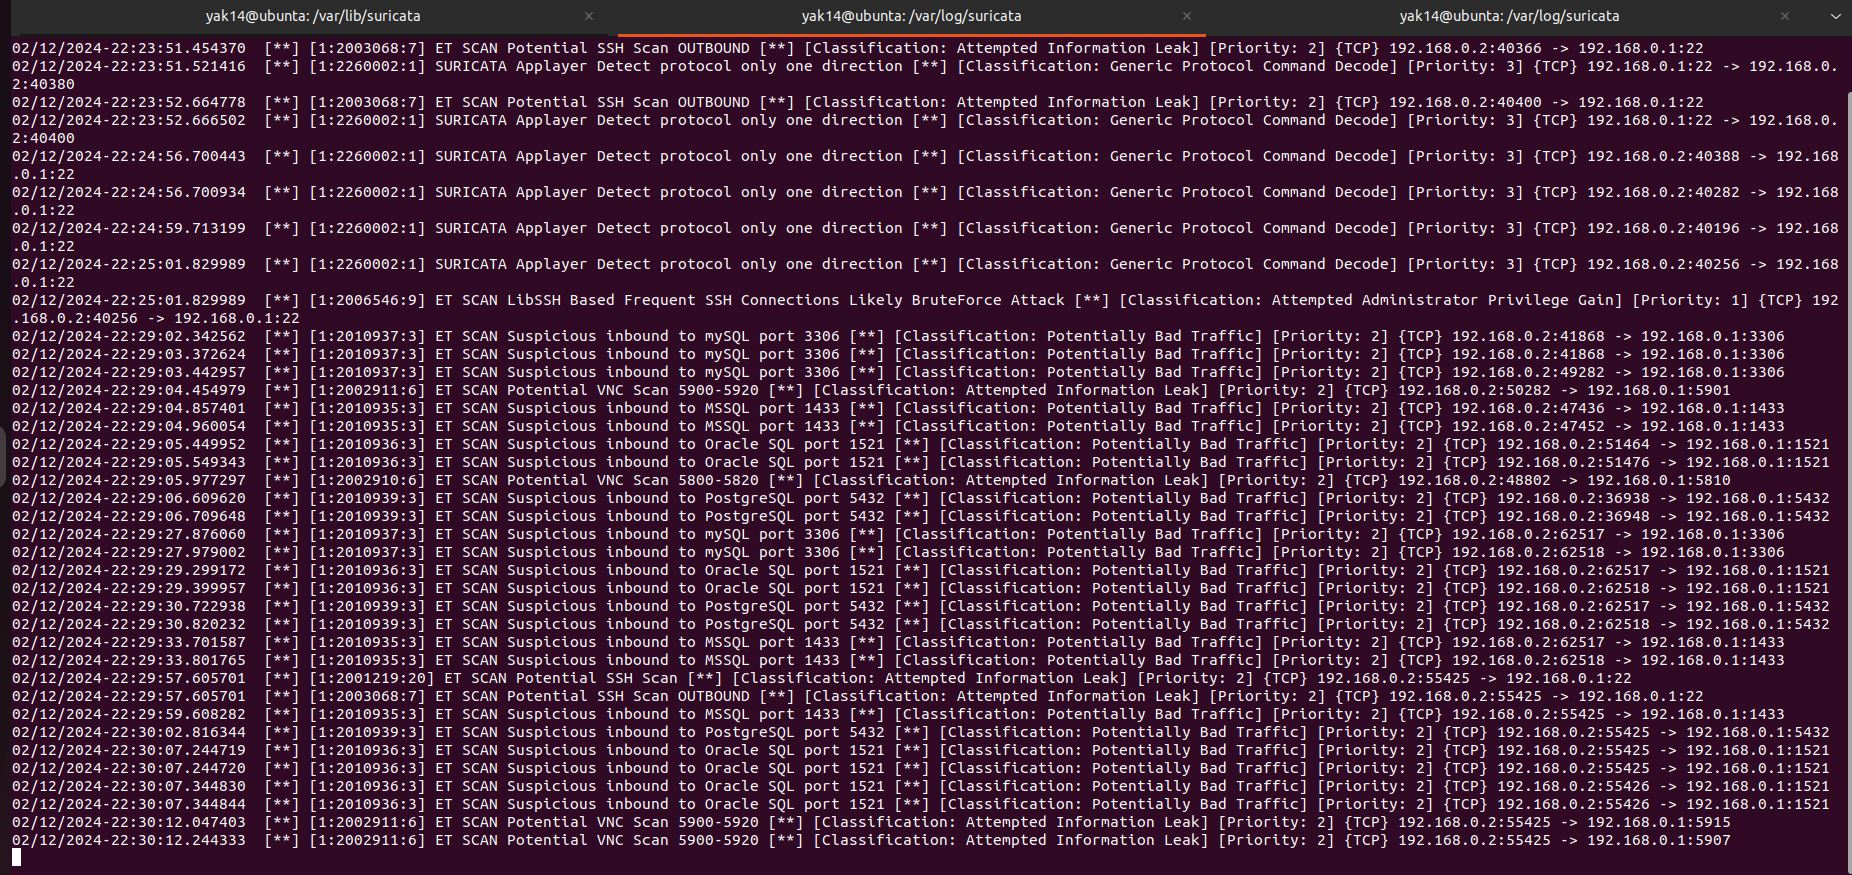 yak14@ubunta: /var/lib/suricata
yak14@ubunta: /var/log/suricata
yak14@ubunta: /var/log/suricata
02/12/2024-22:23:51.454370  [**] [1:2003068:7] ET SCAN Potential SSH Scan OUTBOUND [**] [Classification: Attempted Information Leak] [Priority: 2] {TCP} 192.168.0.2:40366 -> 192.168.0.1:22
02/12/2024-22:23:51.521416  [**] [1:2260002:1] SURICATA Applayer Detect protocol only one direction [**] [Classification: Generic Protocol Command Decode] [Priority: 3] {TCP} 192.168.0.1:22 -> 192.168.0.
2:40380
02/12/2024-22:23:52.664778  [**] [1:2003068:7] ET SCAN Potential SSH Scan OUTBOUND [**] [Classification: Attempted Information Leak] [Priority: 2] {TCP} 192.168.0.2:40400 -> 192.168.0.1:22
02/12/2024-22:23:52.666502  [**] [1:2260002:1] SURICATA Applayer Detect protocol only one direction [**] [Classification: Generic Protocol Command Decode] [Priority: 3] {TCP} 192.168.0.1:22 -> 192.168.0.
2:40400
02/12/2024-22:24:56.700443  [**] [1:2260002:1] SURICATA Applayer Detect protocol only one direction [**] [Classification: Generic Protocol Command Decode] [Priority: 3] {TCP} 192.168.0.2:40388 -> 192.168
.0.1:22
02/12/2024-22:24:56.700934  [**] [1:2260002:1] SURICATA Applayer Detect protocol only one direction [**] [Classification: Generic Protocol Command Decode] [Priority: 3] {TCP} 192.168.0.2:40282 -> 192.168
.0.1:22
02/12/2024-22:24:59.713199  [**] [1:2260002:1] SURICATA Applayer Detect protocol only one direction [**] [Classification: Generic Protocol Command Decode] [Priority: 3] {TCP} 192.168.0.2:40196 -> 192.168
.0.1:22
02/12/2024-22:25:01.829989  [**] [1:2260002:1] SURICATA Applayer Detect protocol only one direction [**] [Classification: Generic Protocol Command Decode] [Priority: 3] {TCP} 192.168.0.2:40256 -> 192.168
.0.1:22
02/12/2024-22:25:01.829989  [**] [1:2006546:9] ET SCAN LibSSH Based Frequent SSH Connections Likely BruteForce Attack [**] [Classification: Attempted Administrator Privilege Gain] [Priority: 1] {TCP} 192
.168.0.2:40256 -> 192.168.0.1:22
02/12/2024-22:29:02.342562  [**] [1:2010937:3] ET SCAN Suspicious inbound to mySQL port 3306 [**] [Classification: Potentially Bad Traffic] [Priority: 2] {TCP} 192.168.0.2:41868 -> 192.168.0.1:3306
02/12/2024-22:29:03.372624  [**] [1:2010937:3] ET SCAN Suspicious inbound to mySQL port 3306 [**] [Classification: Potentially Bad Traffic] [Priority: 2] {TCP} 192.168.0.2:41868 -> 192.168.0.1:3306
02/12/2024-22:29:03.442957  [**] [1:2010937:3] ET SCAN Suspicious inbound to mySQL port 3306 [**] [Classification: Potentially Bad Traffic] [Priority: 2] {TCP} 192.168.0.2:49282 -> 192.168.0.1:3306
02/12/2024-22:29:04.454979  [**] [1:2002911:6] ET SCAN Potential VNC Scan 5900-5920 [**] [Classification: Attempted Information Leak] [Priority: 2] {TCP} 192.168.0.2:50282 -> 192.168.0.1:5901
02/12/2024-22:29:04.857401  [**] [1:2010935:3] ET SCAN Suspicious inbound to MSSQL port 1433 [**] [Classification: Potentially Bad Traffic] [Priority: 2] {TCP} 192.168.0.2:47436 -> 192.168.0.1:1433
02/12/2024-22:29:04.960054  [**] [1:2010935:3] ET SCAN Suspicious inbound to MSSQL port 1433 [**] [Classification: Potentially Bad Traffic] [Priority: 2] {TCP} 192.168.0.2:47452 -> 192.168.0.1:1433
02/12/2024-22:29:05.449952  [**] [1:2010936:3] ET SCAN Suspicious inbound to Oracle SQL port 1521 [**] [Classification: Potentially Bad Traffic] [Priority: 2] {TCP} 192.168.0.2:51464 -> 192.168.0.1:1521
02/12/2024-22:29:05.549343  [**] [1:2010936:3] ET SCAN Suspicious inbound to Oracle SQL port 1521 [**] [Classification: Potentially Bad Traffic] [Priority: 2] {TCP} 192.168.0.2:51476 -> 192.168.0.1:1521
02/12/2024-22:29:05.977297  [**] [1:2002910:6] ET SCAN Potential VNC Scan 5800-5820 [**] [Classification: Attempted Information Leak] [Priority: 2] {TCP} 192.168.0.2:48802 -> 192.168.0.1:5810
02/12/2024-22:29:06.609620  [**] [1:2010939:3] ET SCAN Suspicious inbound to PostgreSQL port 5432 [**] [Classification: Potentially Bad Traffic] [Priority: 2] {TCP} 192.168.0.2:36938 -> 192.168.0.1:5432
02/12/2024-22:29:06.709648  [**] [1:2010939:3] ET SCAN Suspicious inbound to PostgreSQL port 5432 [**] [Classification: Potentially Bad Traffic] [Priority: 2] {TCP} 192.168.0.2:36948 -> 192.168.0.1:5432
02/12/2024-22:29:27.876060  [**] [1:2010937:3] ET SCAN Suspicious inbound to mySQL port 3306 [**] [Classification: Potentially Bad Traffic] [Priority: 2] {TCP} 192.168.0.2:62517 -> 192.168.0.1:3306
02/12/2024-22:29:27.979002  [**] [1:2010937:3] ET SCAN Suspicious inbound to mySQL port 3306 [**] [Classification: Potentially Bad Traffic] [Priority: 2] {TCP} 192.168.0.2:62518 -> 192.168.0.1:3306
02/12/2024-22:29:29.299172  [**] [1:2010936:3] ET SCAN Suspicious inbound to Oracle SQL port 1521 [**] [Classification: Potentially Bad Traffic] [Priority: 2] {TCP} 192.168.0.2:62517 -> 192.168.0.1:1521
02/12/2024-22:29:29.399957  [**] [1:2010936:3] ET SCAN Suspicious inbound to Oracle SQL port 1521 [**] [Classification: Potentially Bad Traffic] [Priority: 2] {TCP} 192.168.0.2:62518 -> 192.168.0.1:1521
02/12/2024-22:29:30.722938  [**] [1:2010939:3] ET SCAN Suspicious inbound to PostgreSQL port 5432 [**] [Classification: Potentially Bad Traffic] [Priority: 2] {TCP} 192.168.0.2:62517 -> 192.168.0.1:5432
02/12/2024-22:29:30.820232  [**] [1:2010939:3] ET SCAN Suspicious inbound to PostgreSQL port 5432 [**] [Classification: Potentially Bad Traffic] [Priority: 2] {TCP} 192.168.0.2:62518 -> 192.168.0.1:5432
02/12/2024-22:29:33.701587  [**] [1:2010935:3] ET SCAN Suspicious inbound to MSSQL port 1433 [**] [Classification: Potentially Bad Traffic] [Priority: 2] {TCP} 192.168.0.2:62517 -> 192.168.0.1:1433
02/12/2024-22:29:33.801765  [**] [1:2010935:3] ET SCAN Suspicious inbound to MSSQL port 1433 [**] [Classification: Potentially Bad Traffic] [Priority: 2] {TCP} 192.168.0.2:62518 -> 192.168.0.1:1433
02/12/2024-22:29:57.605701  [**] [1:2001219:20] ET SCAN Potential SSH Scan [**] [Classification: Attempted Information Leak] [Priority: 2] {TCP} 192.168.0.2:55425 -> 192.168.0.1:22
02/12/2024-22:29:57.605701  [**] [1:2003068:7] ET SCAN Potential SSH Scan OUTBOUND [**] [Classification: Attempted Information Leak] [Priority: 2] {TCP} 192.168.0.2:55425 -> 192.168.0.1:22
02/12/2024-22:29:59.608282  [**] [1:2010935:3] ET SCAN Suspicious inbound to MSSQL port 1433 [**] [Classification: Potentially Bad Traffic] [Priority: 2] {TCP} 192.168.0.2:55425 -> 192.168.0.1:1433
02/12/2024-22:30:02.816344  [**] [1:2010939:3] ET SCAN Suspicious inbound to PostgreSQL port 5432 [**] [Classification: Potentially Bad Traffic] [Priority: 2] {TCP} 192.168.0.2:55425 -> 192.168.0.1:5432
02/12/2024-22:30:07.244719  [**] [1:2010936:3] ET SCAN Suspicious inbound to Oracle SQL port 1521 [**] [Classification: Potentially Bad Traffic] [Priority: 2] {TCP} 192.168.0.2:55425 -> 192.168.0.1:1521
02/12/2024-22:30:07.244720  [**] [1:2010936:3] ET SCAN Suspicious inbound to Oracle SQL port 1521 [**] [Classification: Potentially Bad Traffic] [Priority: 2] {TCP} 192.168.0.2:55425 -> 192.168.0.1:1521
02/12/2024-22:30:07.344830  [**] [1:2010936:3] ET SCAN Suspicious inbound to Oracle SQL port 1521 [**] [Classification: Potentially Bad Traffic] [Priority: 2] {TCP} 192.168.0.2:55426 -> 192.168.0.1:1521
02/12/2024-22:30:07.344844  [**] [1:2010936:3] ET SCAN Suspicious inbound to Oracle SQL port 1521 [**] [Classification: Potentially Bad Traffic] [Priority: 2] {TCP} 192.168.0.2:55426 -> 192.168.0.1:1521
02/12/2024-22:30:12.047403  [**] [1:2002911:6] ET SCAN Potential VNC Scan 5900-5920 [**] [Classification: Attempted Information Leak] [Priority: 2] {TCP} 192.168.0.2:55425 -> 192.168.0.1:5915
02/12/2024-22:30:12.244333  [**] [1:2002911:6] ET SCAN Potential VNC Scan 5900-5920 [**] [Classification: Attempted Information Leak] [Priority: 2] {TCP} 192.168.0.2:55425 -> 192.168.0.1:5907